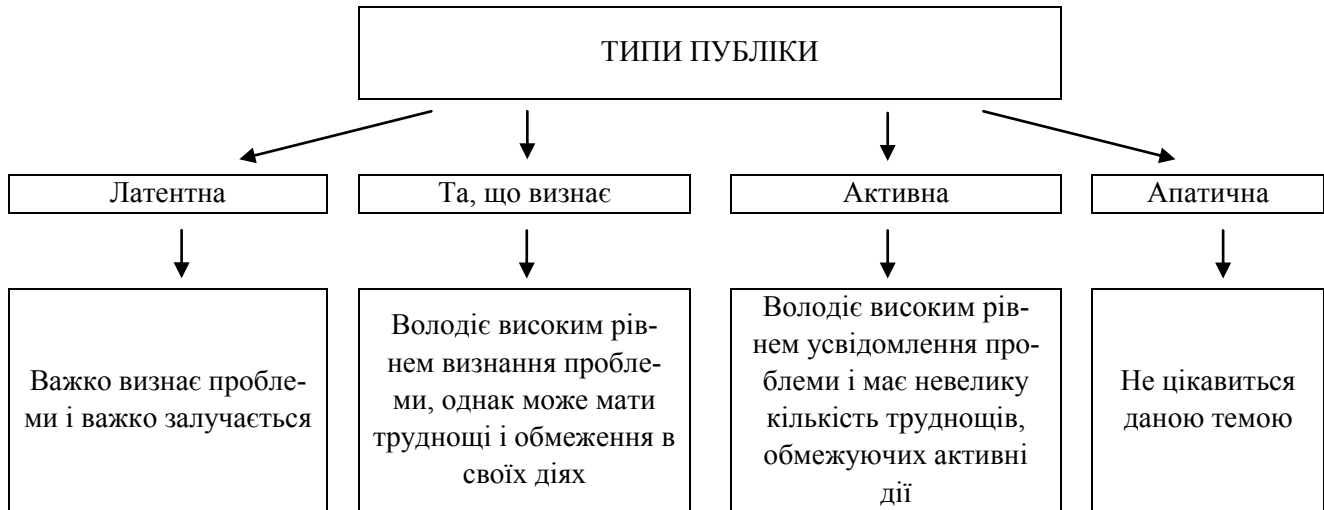 ТИПИ ПУБЛІКИ
Латентна
Та, що визнає
Активна
Апатична
Важко визнає пробле-
ми і важко залучається
Володіє високим рів-
нем визнання пробле-
ми, однак може мати
труднощі і обмеження в
своїх діях
Володіє високим рів-
нем усвідомлення про-
блеми і має невелику
кількість труднощів,
обмежуючих активні
дії
Не цікавиться
даною темою